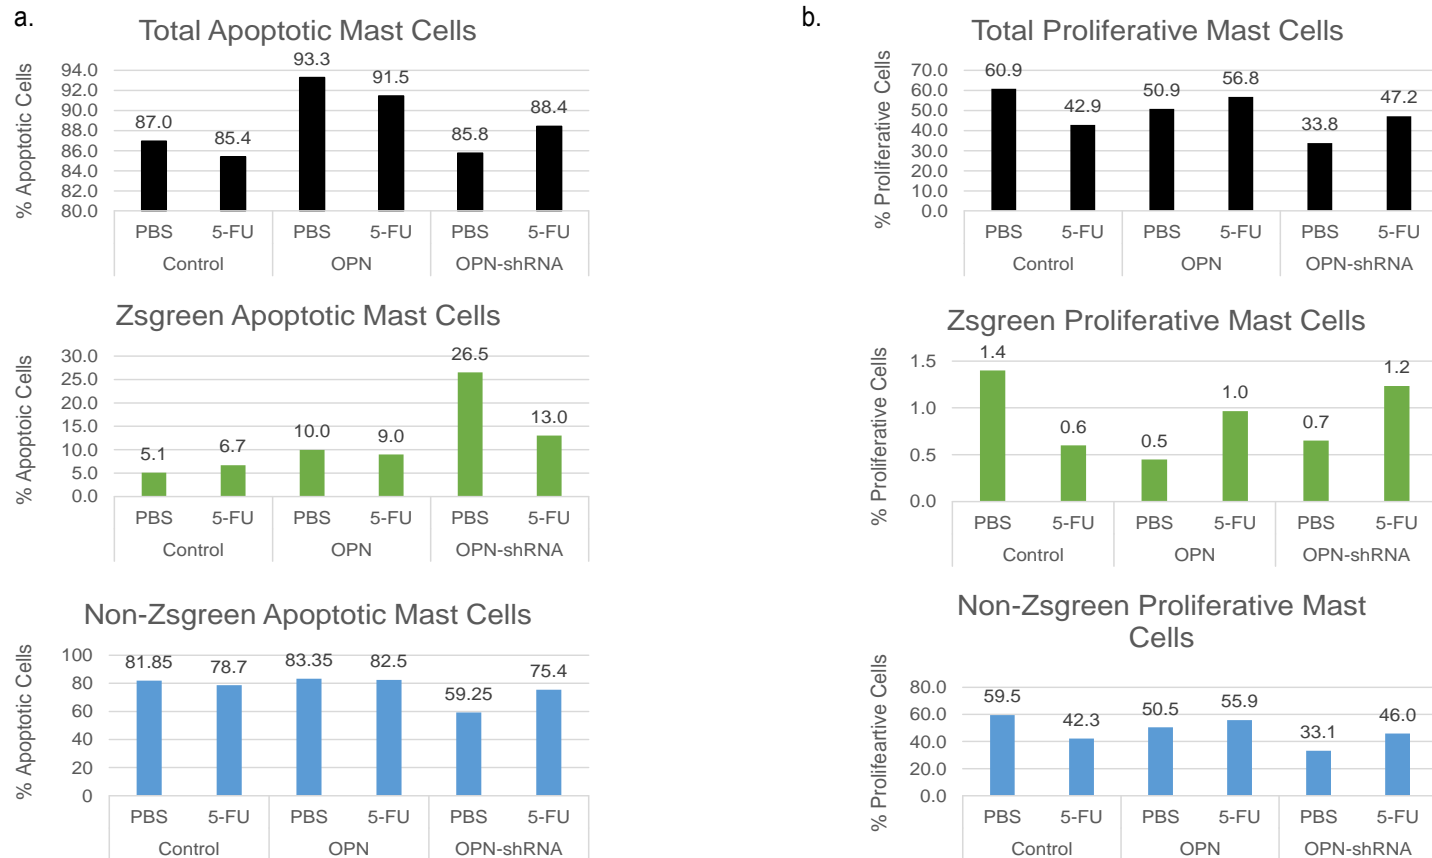 a.
Total Apoptotic Mast Cells
% Apoptotic Cells
94.0
92.0
90.0
88.0
86.0
84.0
82.0
80.0
87.0
85.4
93.3
91.5
85.8
88.4
PBS 5-FU PBS 5-FU PBS 5-FU
Control OPN OPN-shRNA
Zsgreen Apoptotic Mast Cells
% Apoptoic Cells
30.0
25.0
20.0
15.0
10.0
5.0
0.0
5.1
6.7
10.0
9.0
26.5
13.0
PBS 5-FU PBS 5-FU PBS 5-FU
Control OPN OPN-shRNA
Non-Zsgreen Apoptotic Mast Cells
% Apoptotic Cells
100
80
60
40
20
0
81.85
78.7
83.35
82.5
59.25
75.4
PBS 5-FU PBS 5-FU PBS 5-FU
Control OPN OPN-shRNA
b.
Total Proliferative Mast Cells
% Proliferative Cells
70.0
60.0
50.0
40.0
30.0
20.0
10.0
0.0
60.9
42.9
50.9
56.8
33.8
47.2
PBS 5-FU PBS 5-FU PBS 5-FU
Control OPN OPN-shRNA
Zsgreen Proliferative Mast Cells
% Proliferative Cells
1.5
1.0
0.5
0.0
1.4
0.6
0.5
1.0
0.7
1.2
PBS 5-FU PBS 5-FU PBS 5-FU
Control OPN OPN-shRNA
Non-Zsgreen Proliferative Mast
Cells
% Prolifeartive Cells
80.0
60.0
40.0
20.0
0.0
59.5
42.3
50.5
55.9
33.1
46.0
PBS 5-FU PBS 5-FU PBS 5-FU
Control OPN OPN-shRNA